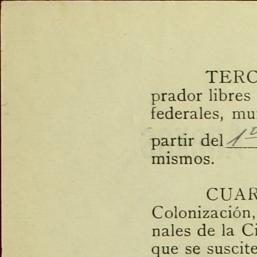 TERC
prador libres
federales, mu
partir del 1º
mismos.
CUAR
Colonización,
nales de la Ci
que se suscite